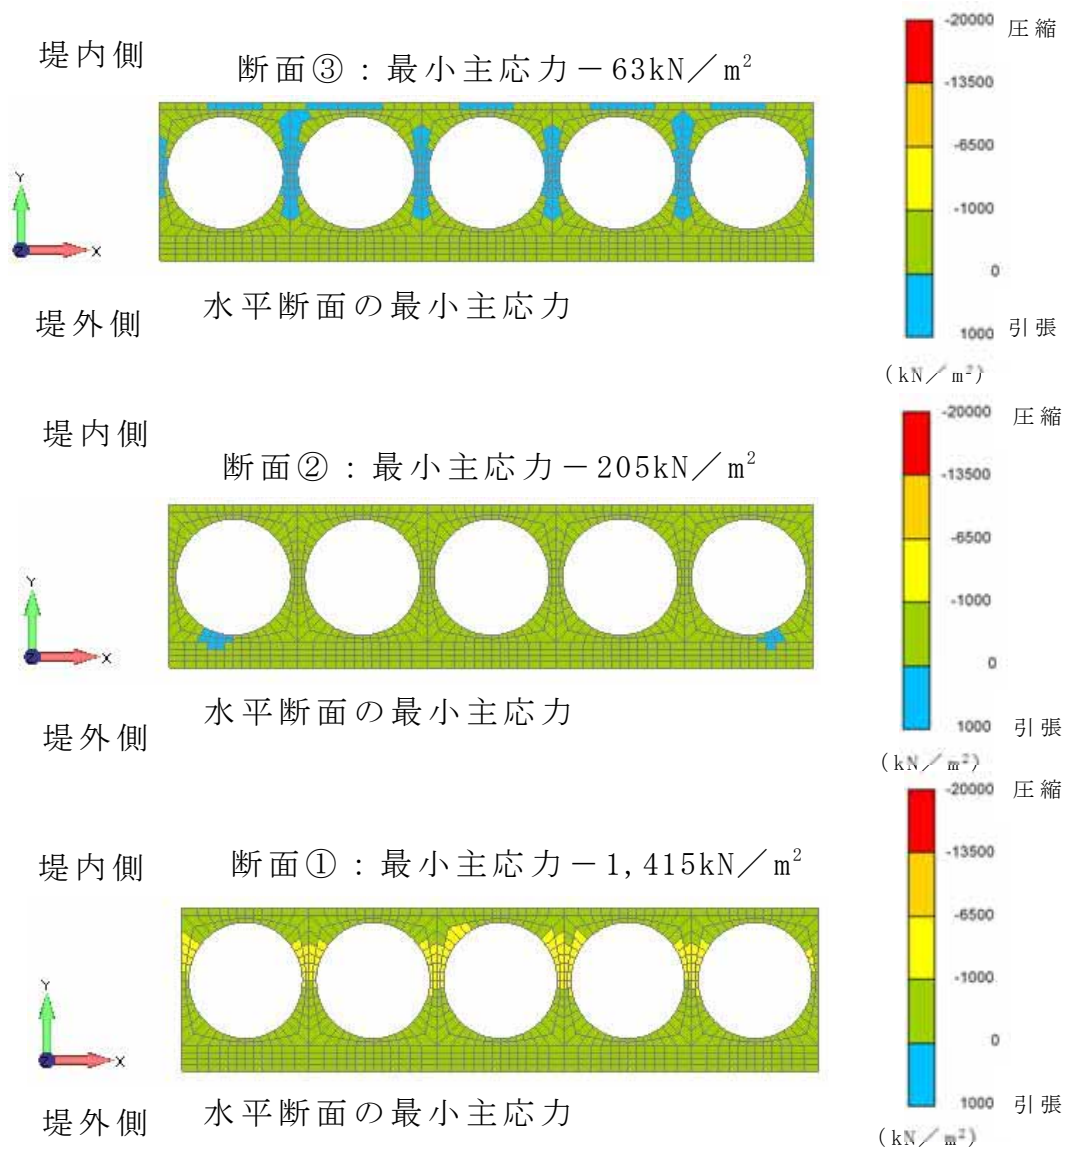 堤内側
断面③：最小主応力－63kN／m²
Y
X
Z
堤外側
水平断面の最小主応力
-20000 圧縮
-13500
-6500
-1000
0
1000 引張
(kN／m²)
堤内側
断面②：最小主応力－205kN／m²
Y
X
Z
堤外側
水平断面の最小主応力
-20000 圧縮
-13500
-6500
-1000
0
1000 引張
(kN／m²)
堤内側
断面①：最小主応力－1,415kN／m²
Y
X
Z
堤外側
水平断面の最小主応力
-20000 圧縮
-13500
-6500
-1000
0
1000 引張
(kN／m²)